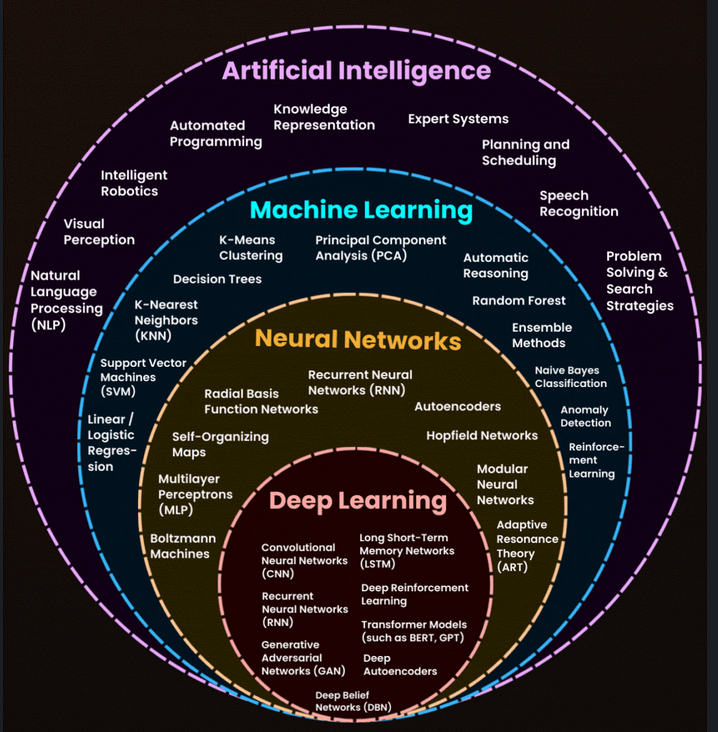 Artificial Intelligence
Knowledge
Representation
Automated
Programming
Expert Systems
Planning and
Scheduling
Intelligent
Robotics
Speech
Recognition
Visual
Perception
Problem
Solving &
Search
Strategies
Natural
Language
Processing
(NLP)
Machine Learning
K-Means
Clustering
Principal Component
Analysis (PCA)
Automatic
Reasoning
Decision Trees
Random Forest
K-Nearest
Neighbors
(KNN)
Ensemble
Methods
Support Vector
Machines
(SVM)
Naive Bayes
Classification
Linear /
Logistic
Regres-
sion
Anomaly
Detection
Reinforce-
ment
Learning
Neural Networks
Recurrent Neural
Networks (RNN)
Radial Basis
Function Networks
Autoencoders
Self-Organizing
Maps
Hopfield Networks
Multilayer
Perceptrons
(MLP)
Modular
Neural
Networks
Boltzmann
Machines
Adaptive
Resonance
Theory
(ART)
Deep Learning
Convolutional
Neural Networks
(CNN)
Long Short-Term
Memory Networks
(LSTM)
Recurrent
Neural Networks
(RNN)
Deep Reinforcement
Learning
Generative
Adversarial
Networks (GAN)
Transformer Models
(such as BERT, GPT)
Deep
Autoencoders
Deep Belief
Networks (DBN)